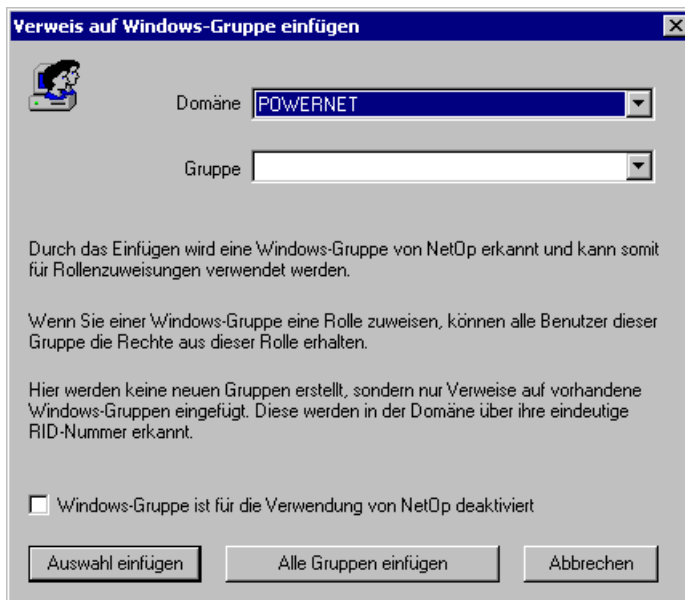 Verweis auf Windows-Gruppe einfügen
Domäne POWERNET
Gruppe
Durch das Einfügen wird eine Windows-Gruppe von NetOp erkannt und kann somit
für Rollenzuweisungen verwendet werden.
Wenn Sie einer Windows-Gruppe eine Rolle zuweisen, können alle Benutzer dieser
Gruppe die Rechte aus dieser Rolle erhalten.
Hier werden keine neuen Gruppen erstellt, sondern nur Verweise auf vorhandene
Windows-Gruppen eingefügt. Diese werden in der Domäne über ihre eindeutige
RID-Nummer erkannt.
Windows-Gruppe ist für die Verwendung von NetOp deaktiviert
Auswahl einfügen Alle Gruppen einfügen Abbrechen